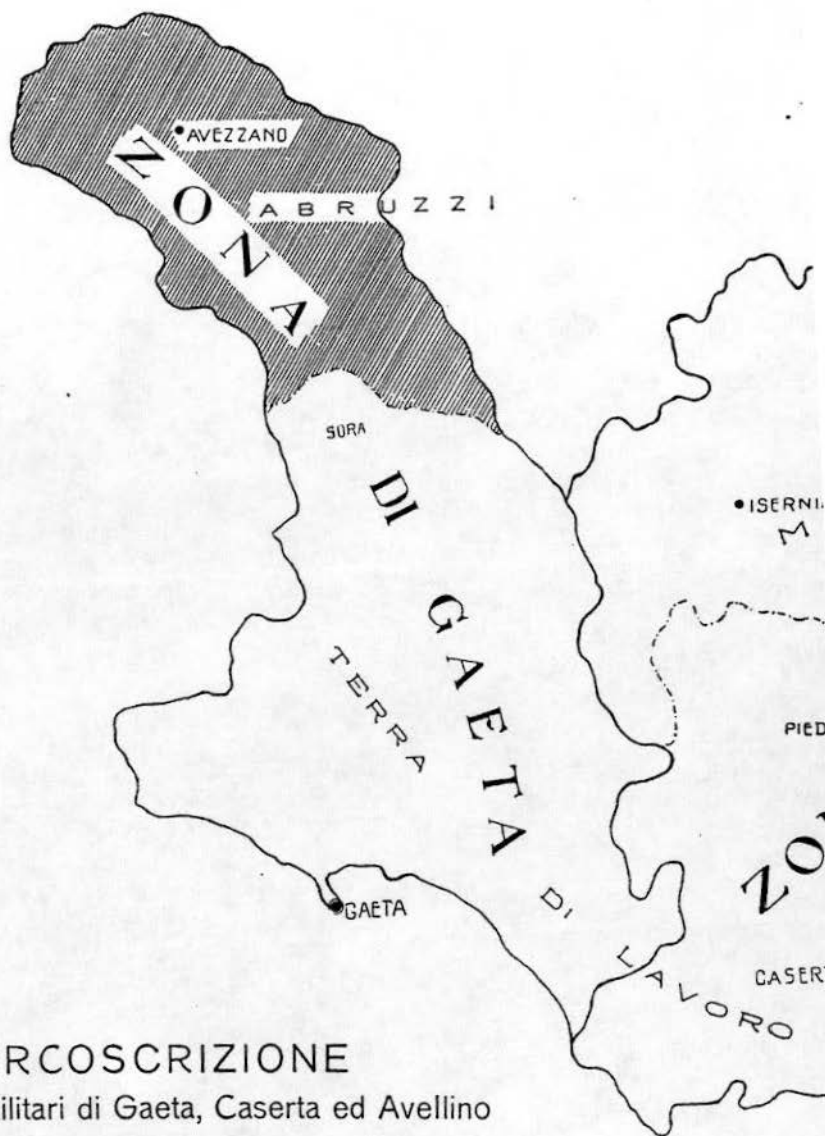 AVEZZANO
ABRUZZI
ZONA DI GAETA
SORA
ISERNI
M
TERRA DI LAVORO
PIED
ZO
GAETA
CASERT
RCOSCRIZIONE
ilitari di Gaeta, Caserta ed Avellino